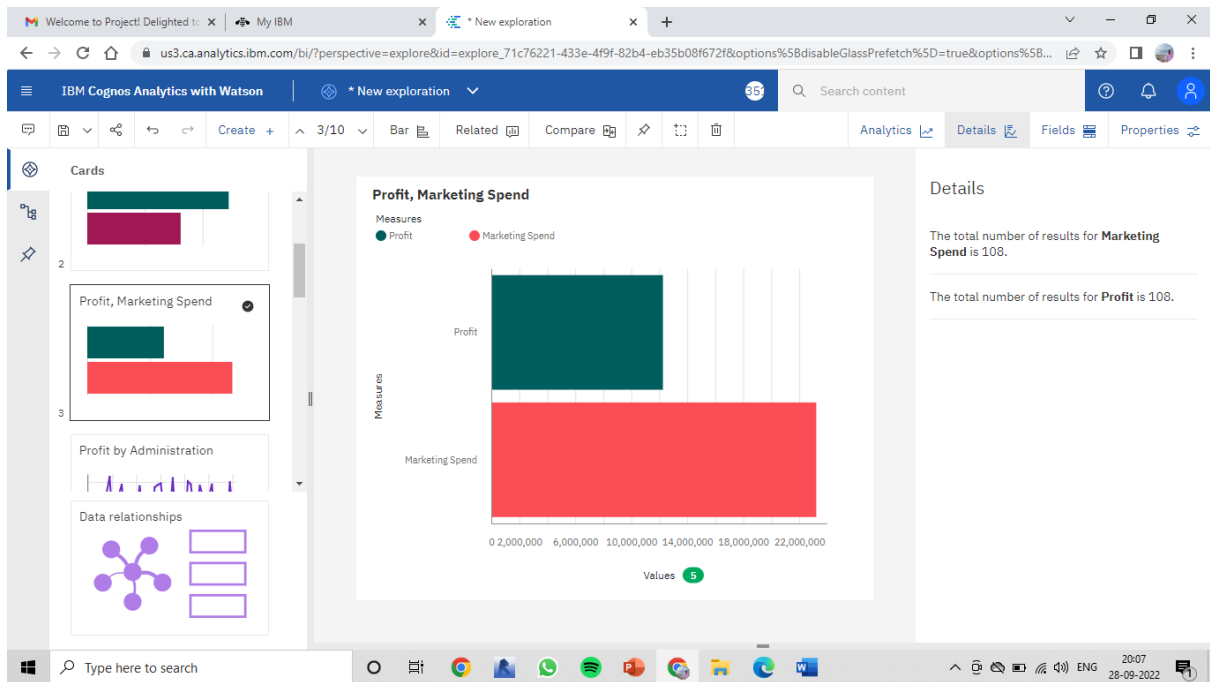 Welcome to Project! Delighted to
My IBM
* New exploration
us3.ca.analytics.ibm.com/bi/?perspective=explore&id=explore_71c76221-433e-4f9f-82b4-eb35b08f672f&options%5BdisableGlassPrefetch%5D=true&options%5B...
IBM Cognos Analytics with Watson
* New exploration
Search content
Create +
3/10
Bar
Related
Compare
Analytics
Details
Fields
Properties
Cards
2
Profit, Marketing Spend
3
Profit by Administration
Data relationships
Profit, Marketing Spend
Measures
Profit
Marketing Spend
Profit
Measures
Marketing Spend
0 2,000,000 6,000,000 10,000,000 14,000,000 18,000,000 22,000,000
Values 5
Details
The total number of results for Marketing
Spend is 108.
The total number of results for Profit is 108.
Type here to search
ENG
20:07
28-09-2022
1